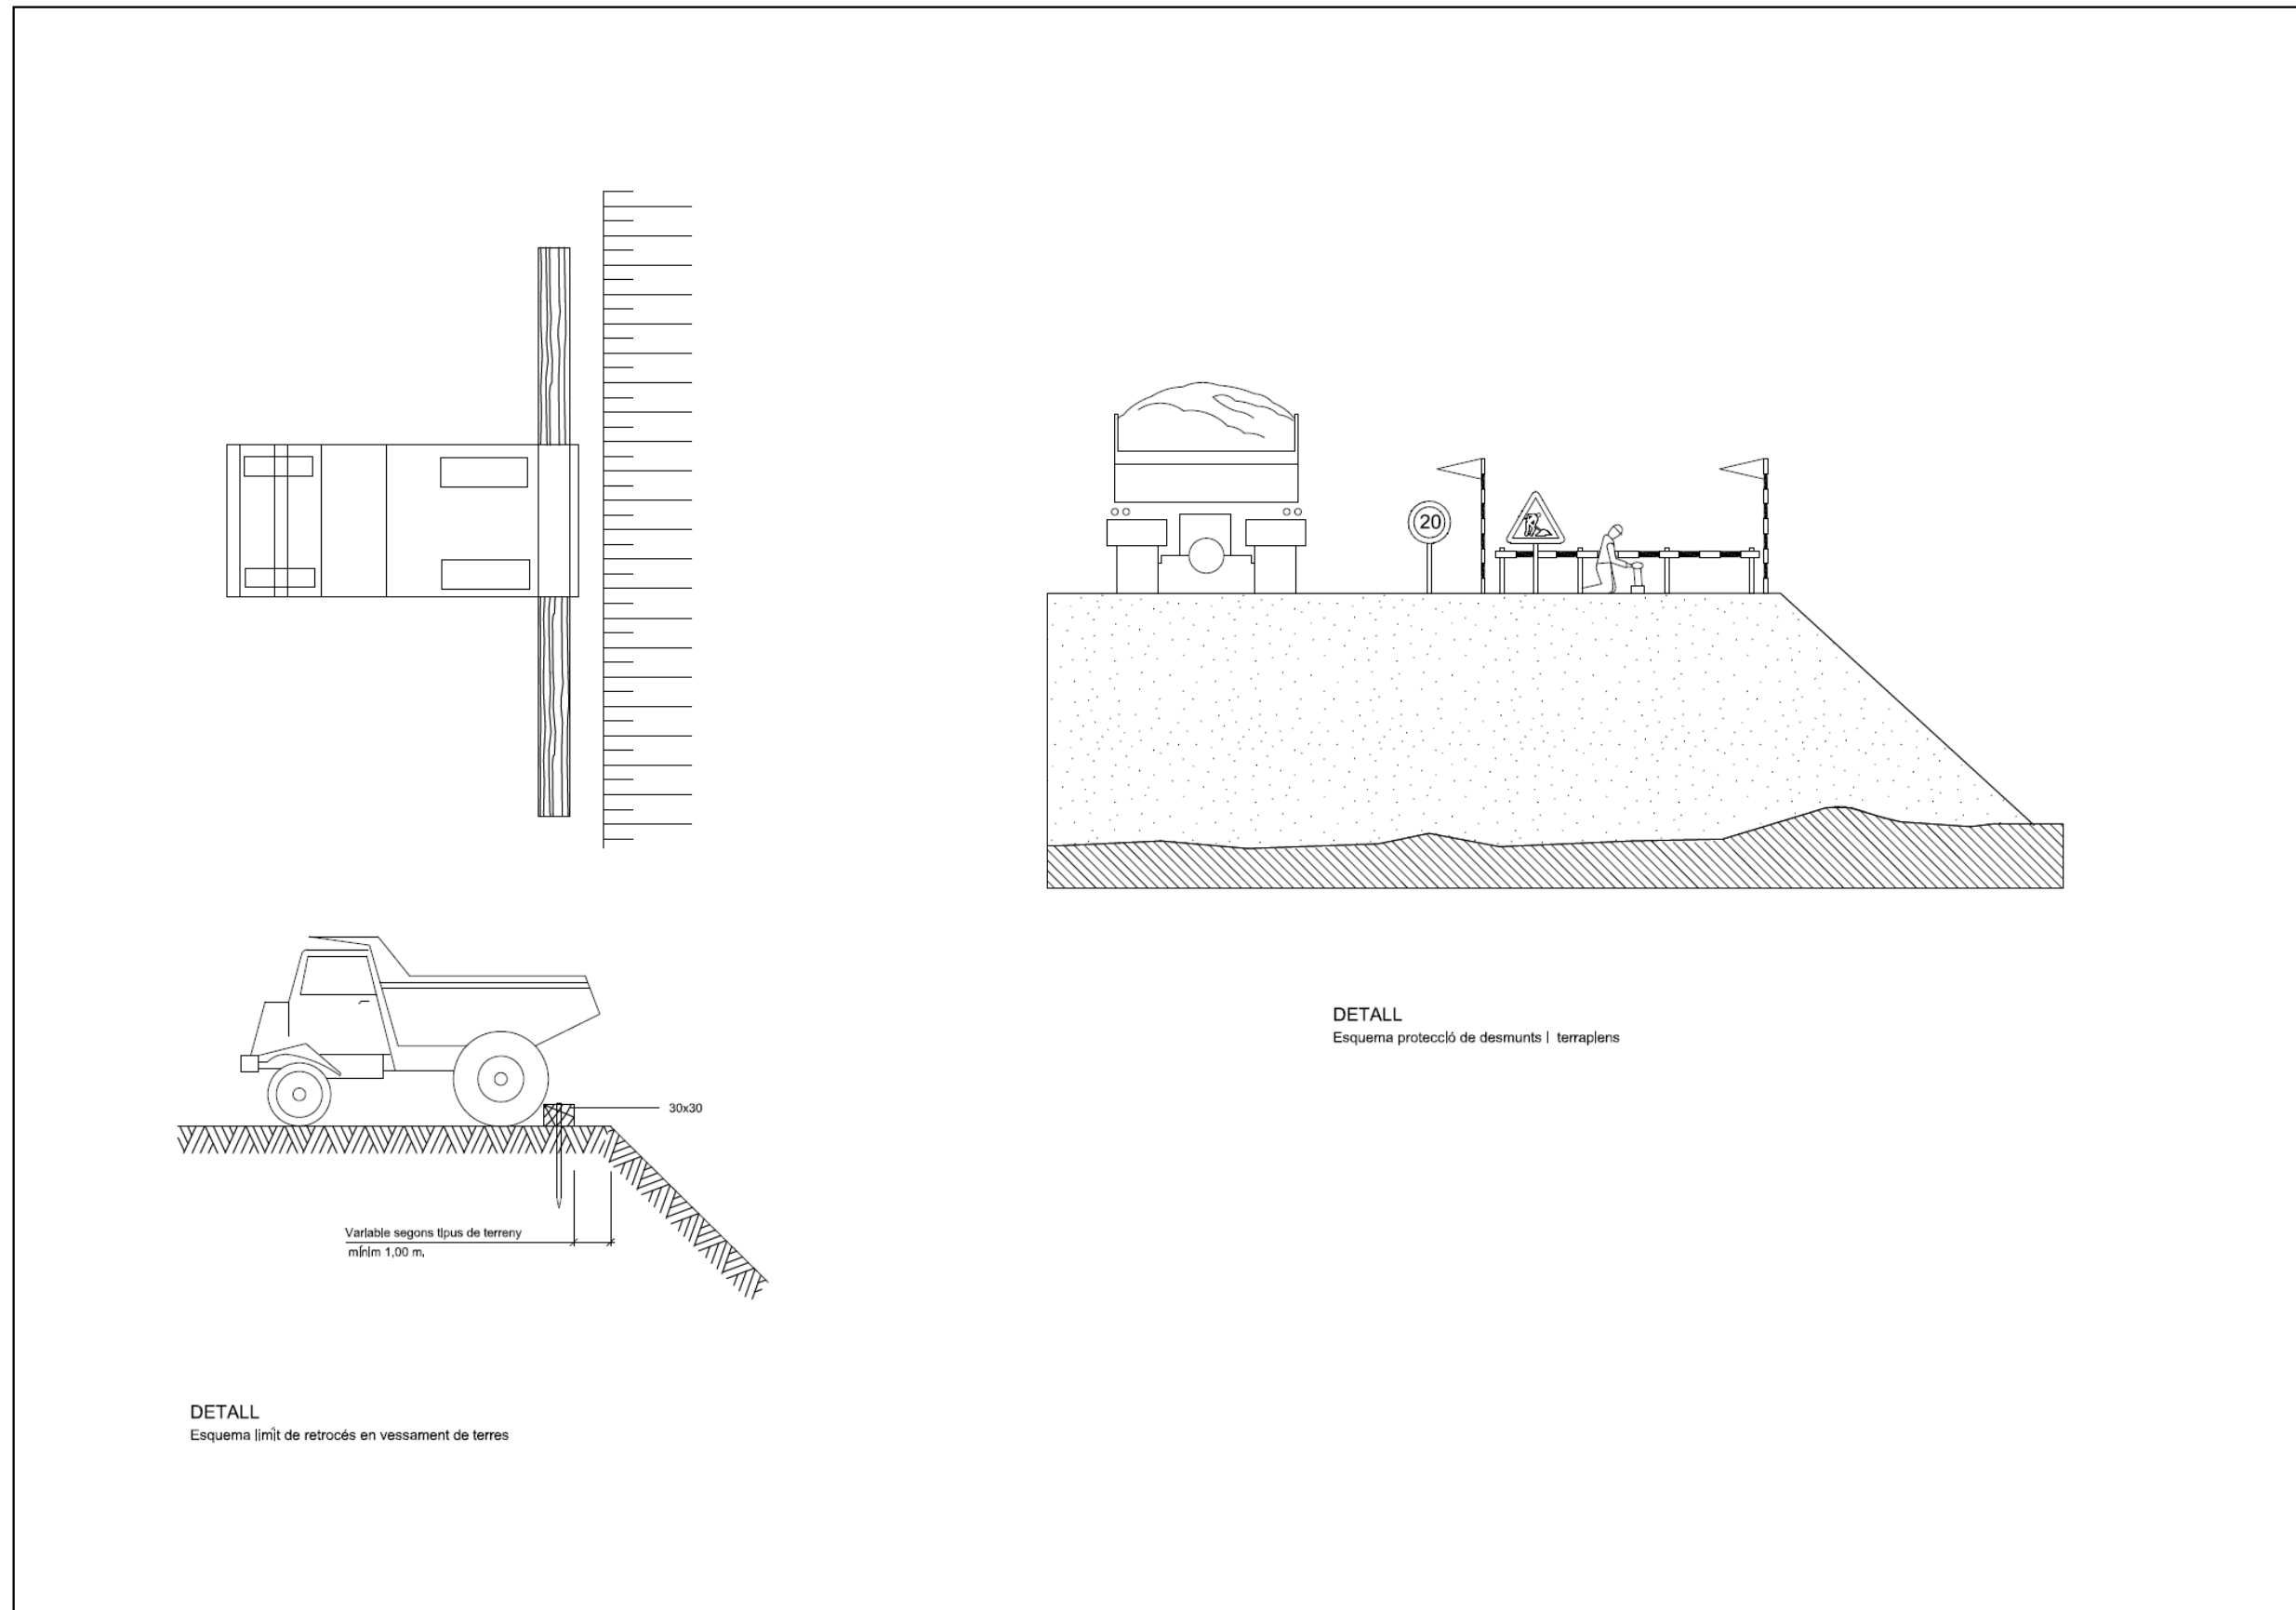 20
DETALL
Esquema protecció de desmunts i terraplens
30x30
Variable segons tipus de terreny
mínim 1,00 m.
DETALL
Esquema limit de retrocés en vessament de terres